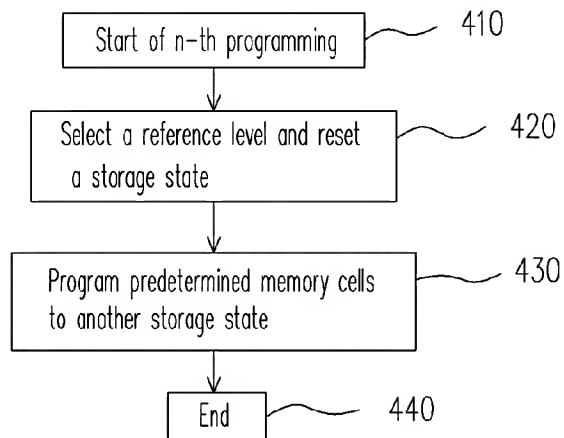 Start of n-th programming
410
Select a reference level and reset
a storage state
420
Program predetermined memory cells
to another storage state
430
End
440